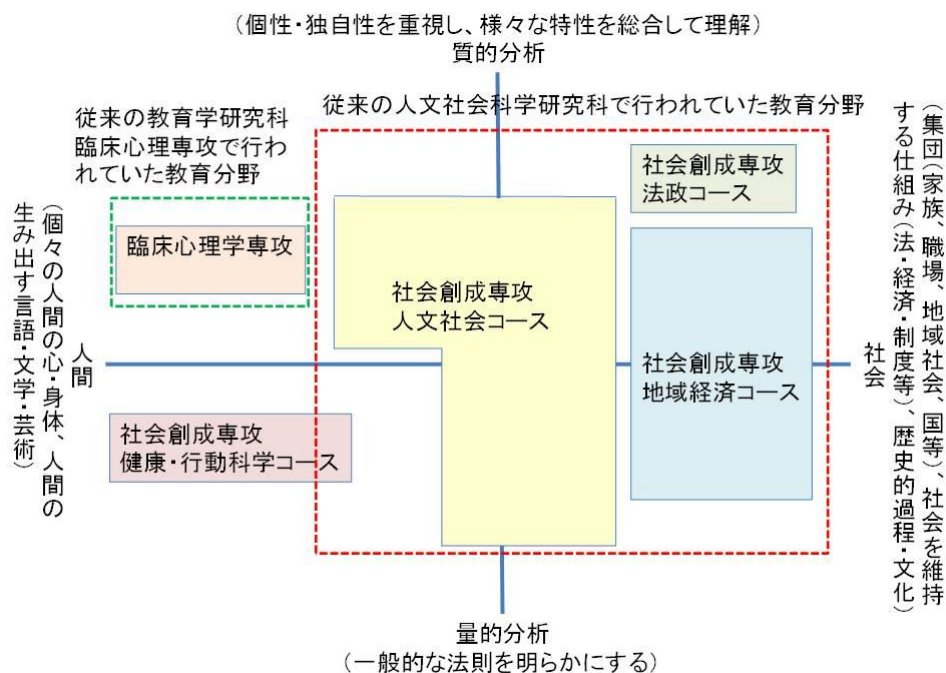 （個性・独自性を重視し、様々な特性を総合して理解）
質的分析
従来の人文社会科学研究科で行われていた教育分野
従来の教育学研究科
臨床心理専攻で行わ
れていた教育分野
社会創成専攻
法政コース
臨床心理学専攻
社会創成専攻
人文社会コース
人間
（個々の人間の心・身体、人間の
生み出す言語・文学・芸術）
社会創成専攻
地域経済コース
社会
（集団（家族、職場、地域社会、国等）、社会を維持
する仕組み（法・経済・制度等）、歴史的過程・文化）
社会創成専攻
健康・行動科学コース
量的分析
（一般的な法則を明らかにする）